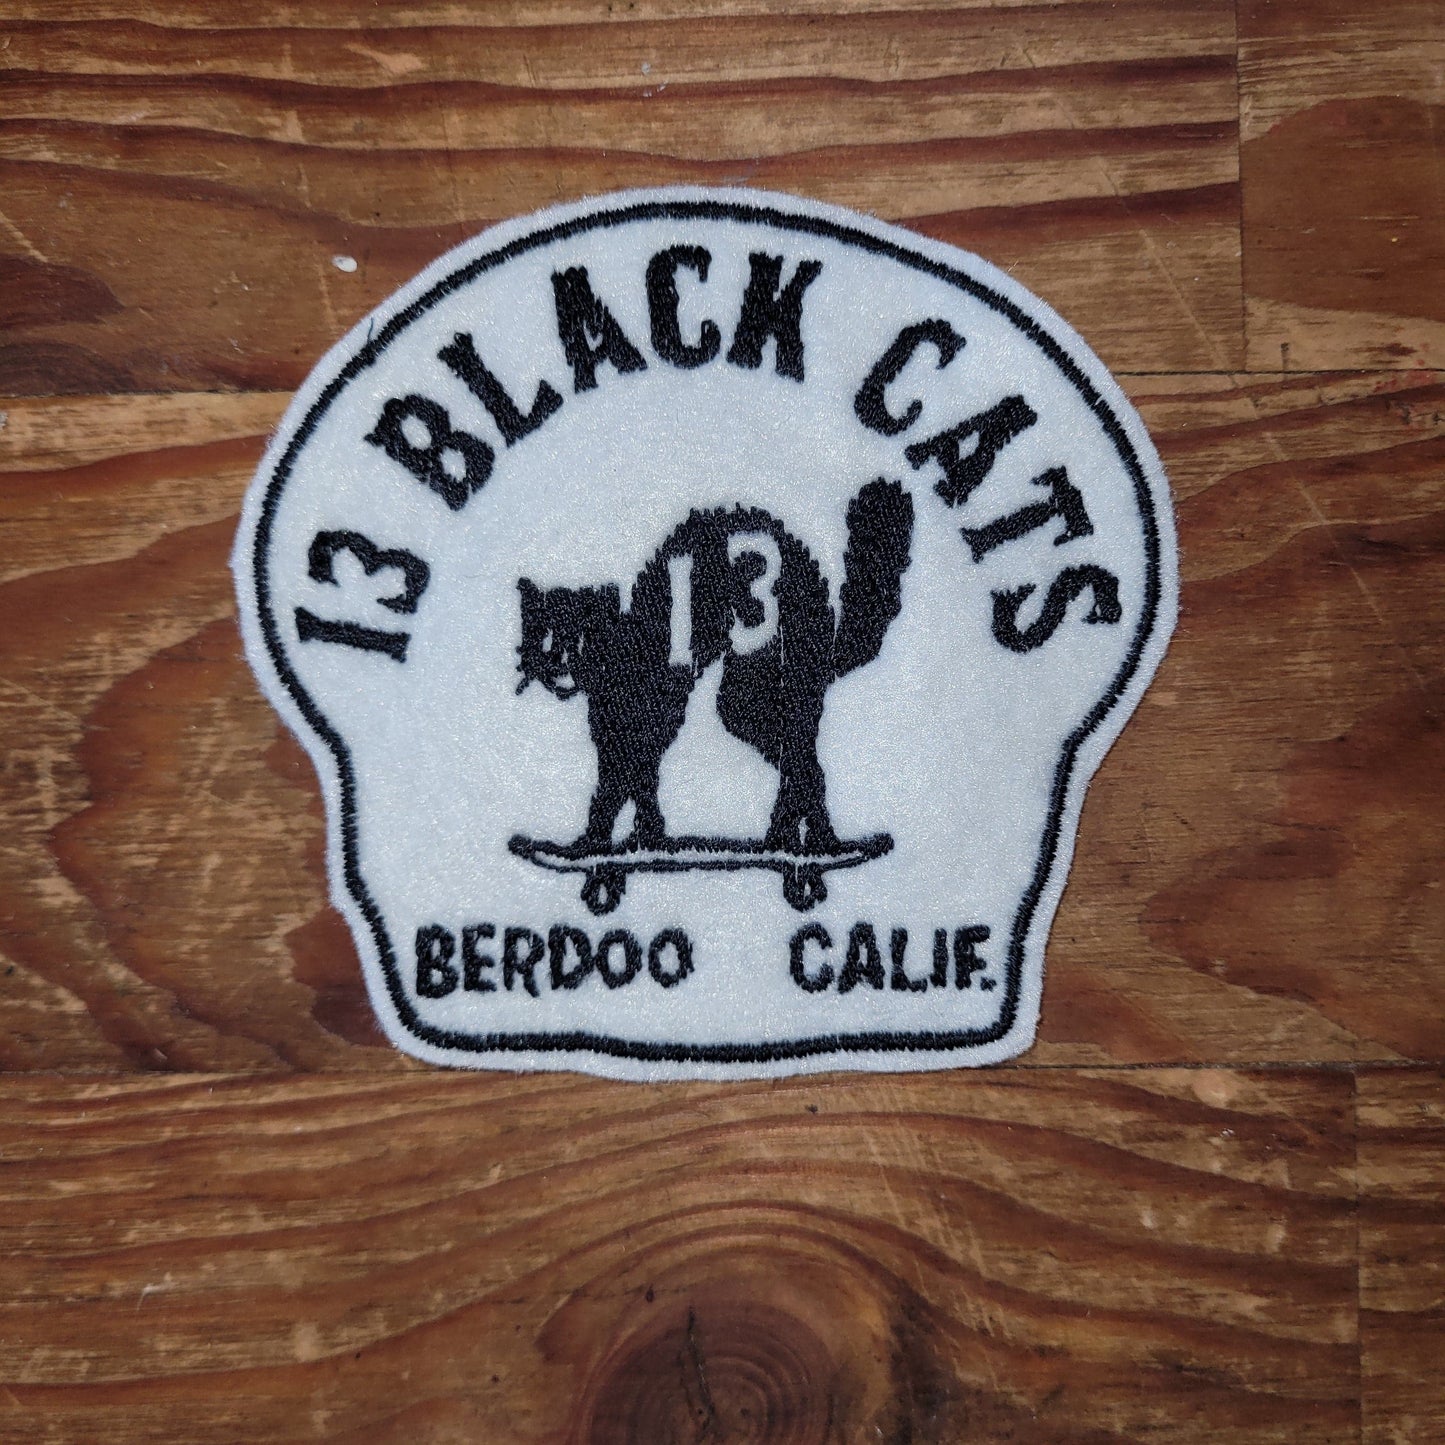 13 BLACK CATS
13
BERDOO CALIF.